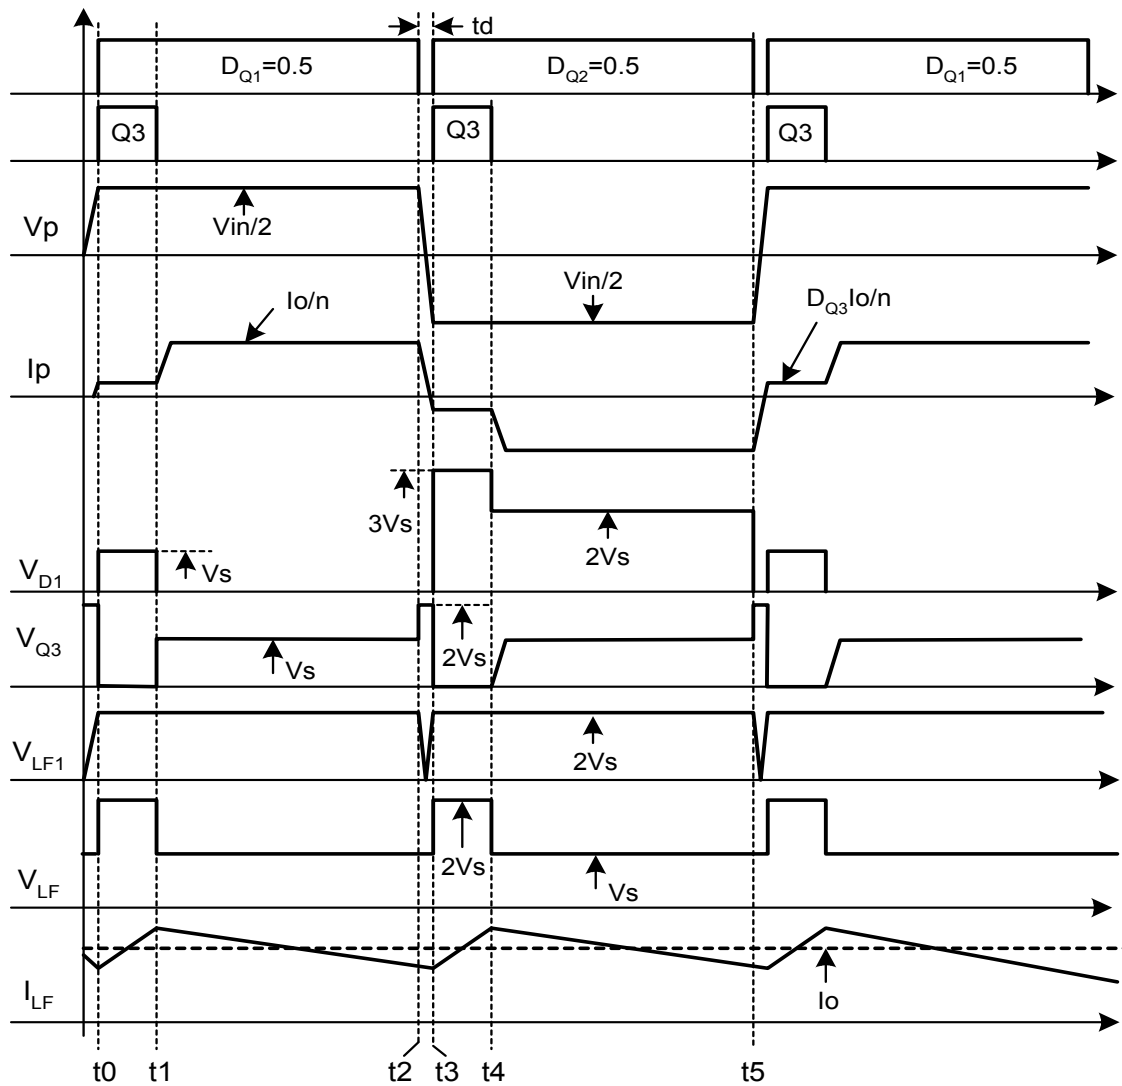 td
D_Q1=0.5
D_Q2=0.5
D_Q1=0.5
Q3
Q3
Q3
Vp
Vin/2
Vin/2
Io/n
D_Q3Io/n
Ip
3Vs
2Vs
V_D1
Vs
V_Q3
Vs
2Vs
V_LF1
2Vs
2Vs
V_LF
Vs
I_LF
Io
t0
t1
t2
t3
t4
t5